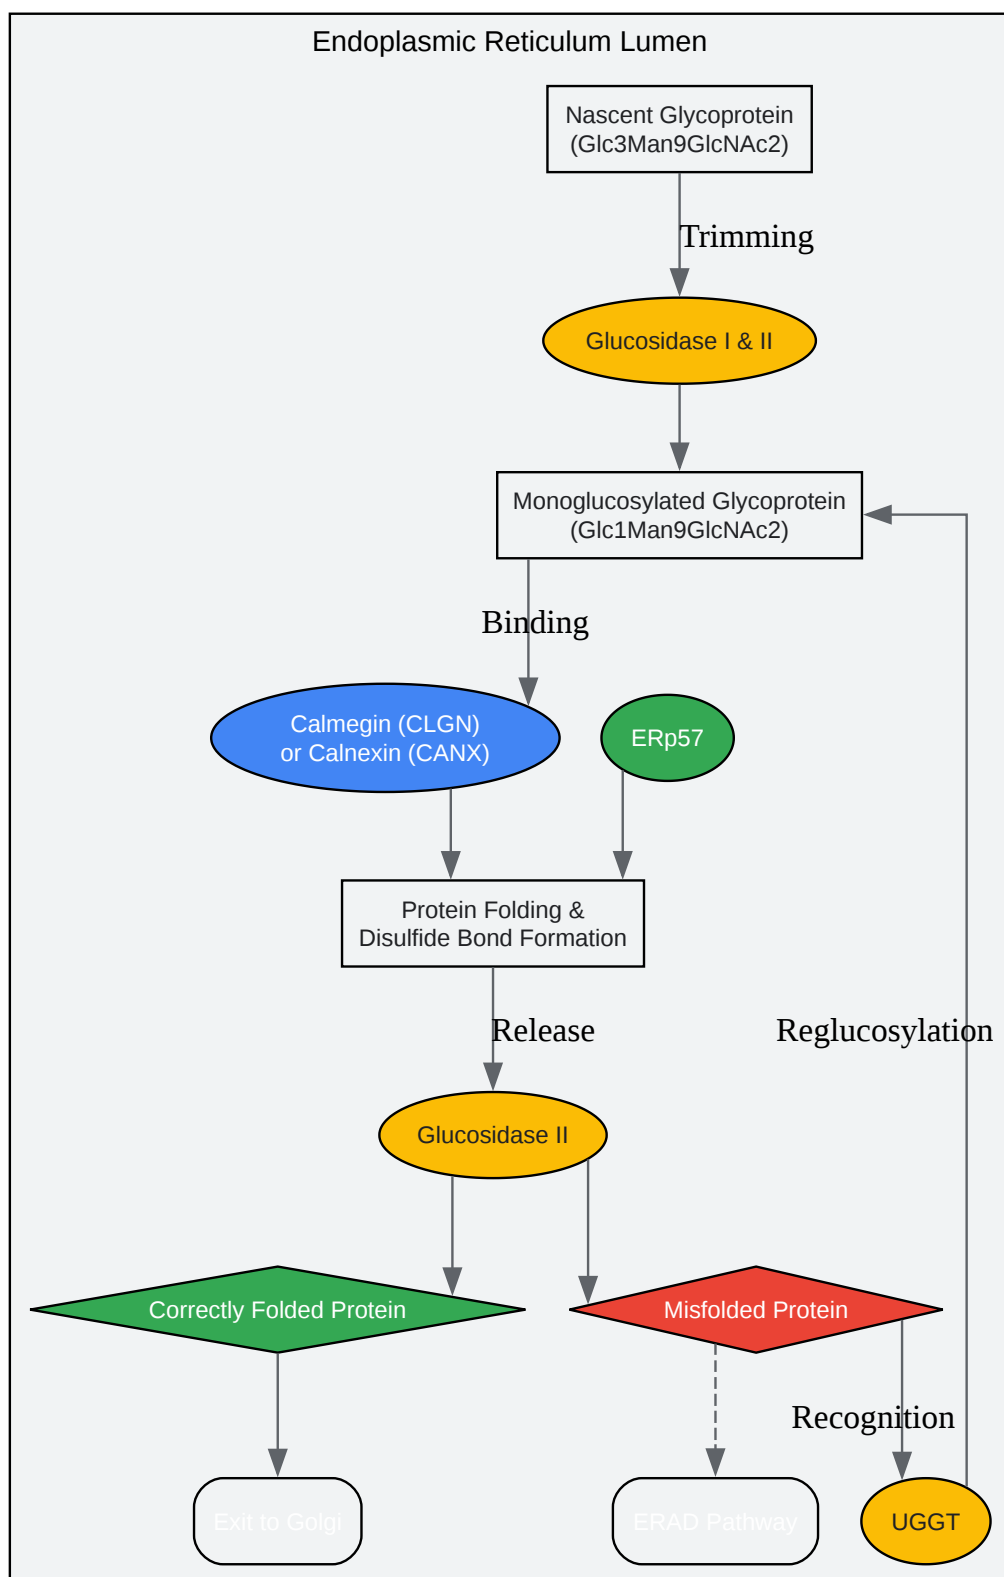 Endoplasmic Reticulum Lumen
Nascent Glycoprotein
(Glc3Man9GlcNAc2)
Trimming
Glucosidase I & II
Monoglucosylated Glycoprotein
(Glc1Man9GlcNAc2)
Binding
Calmegin (CLGN)
or Calnexin (CANX)
ERp57
Protein Folding &
Disulfide Bond Formation
Release
Reglucosylation
Glucosidase II
Correctly Folded Protein
Misfolded Protein
Recognition
Exit to Golgi
ERAD Pathway
UGGT